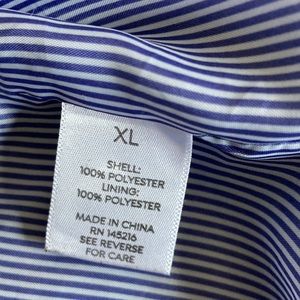 XL
SHELL:
100% POLYESTER
LINING:
100% POLYESTER
MADE IN CHINA
RN 145216
SEE REVERSE
FOR CARE